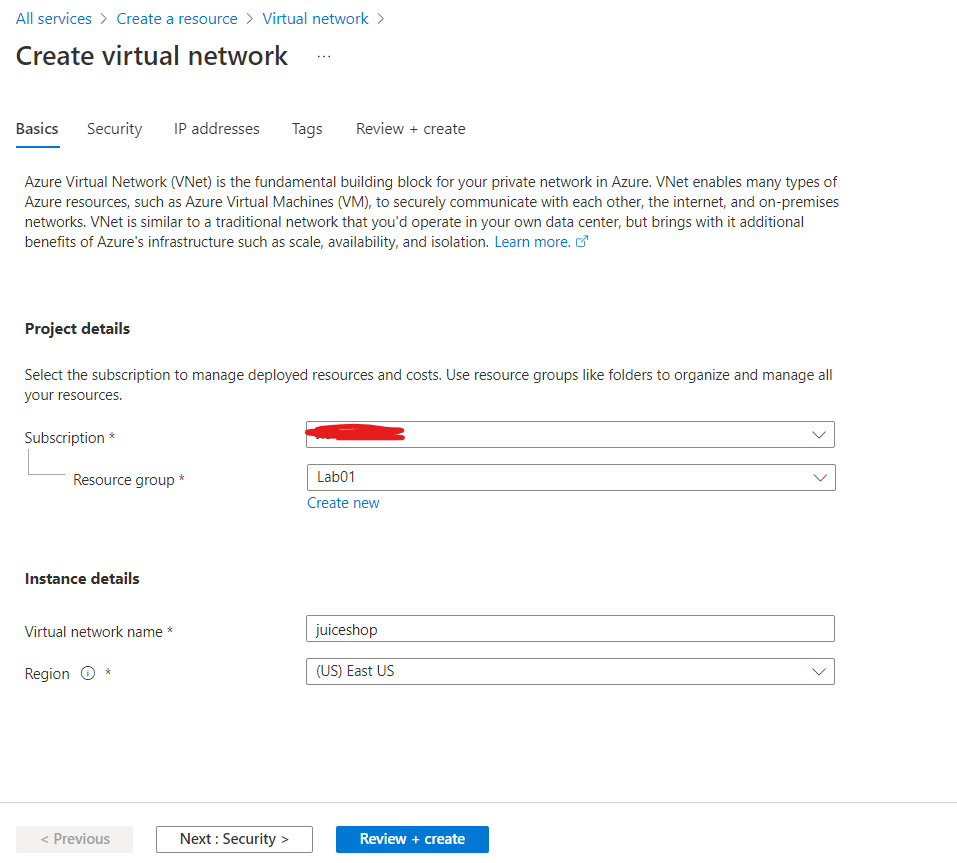 All services > Create a resource > Virtual network >
Create virtual network ...
Basics Security IP addresses Tags Review + create
Azure Virtual Network (VNet) is the fundamental building block for your private network in Azure. VNet enables many types of
Azure resources, such as Azure Virtual Machines (VM), to securely communicate with each other, the internet, and on-premises
networks. VNet is similar to a traditional network that you'd operate in your own data center, but brings with it additional
benefits of Azure's infrastructure such as scale, availability, and isolation. Learn more.
Project details
Select the subscription to manage deployed resources and costs. Use resource groups like folders to organize and manage all
your resources.
Subscription *
Resource group * Lab01
Create new
Instance details
Virtual network name * juiceshop
Region * (US) East US
< Previous Next : Security > Review + create